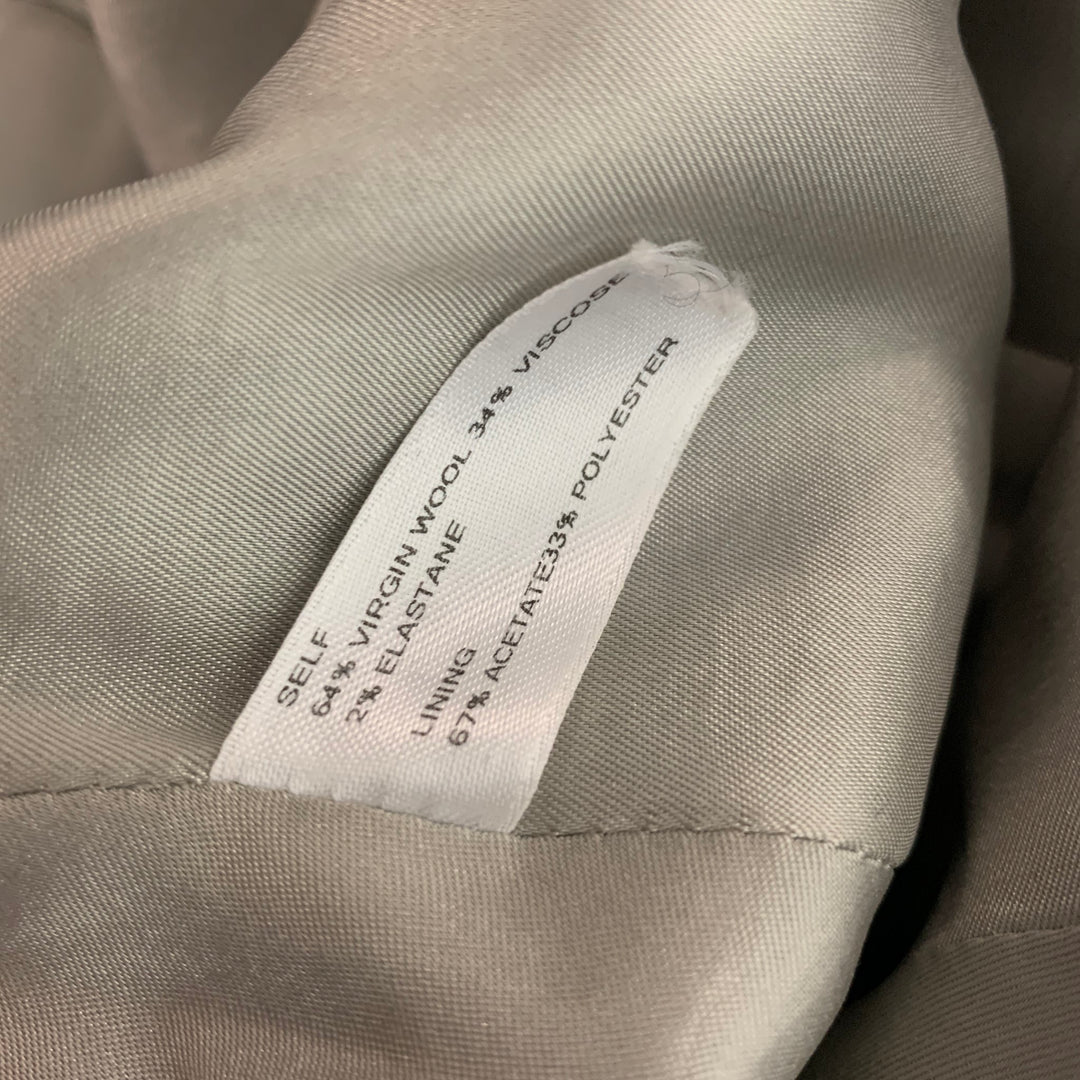 SELF
64% VIRGIN WOOL 34% VISCOSE
2% ELASTANE
LINING
67% ACETATE33% POLYESTER